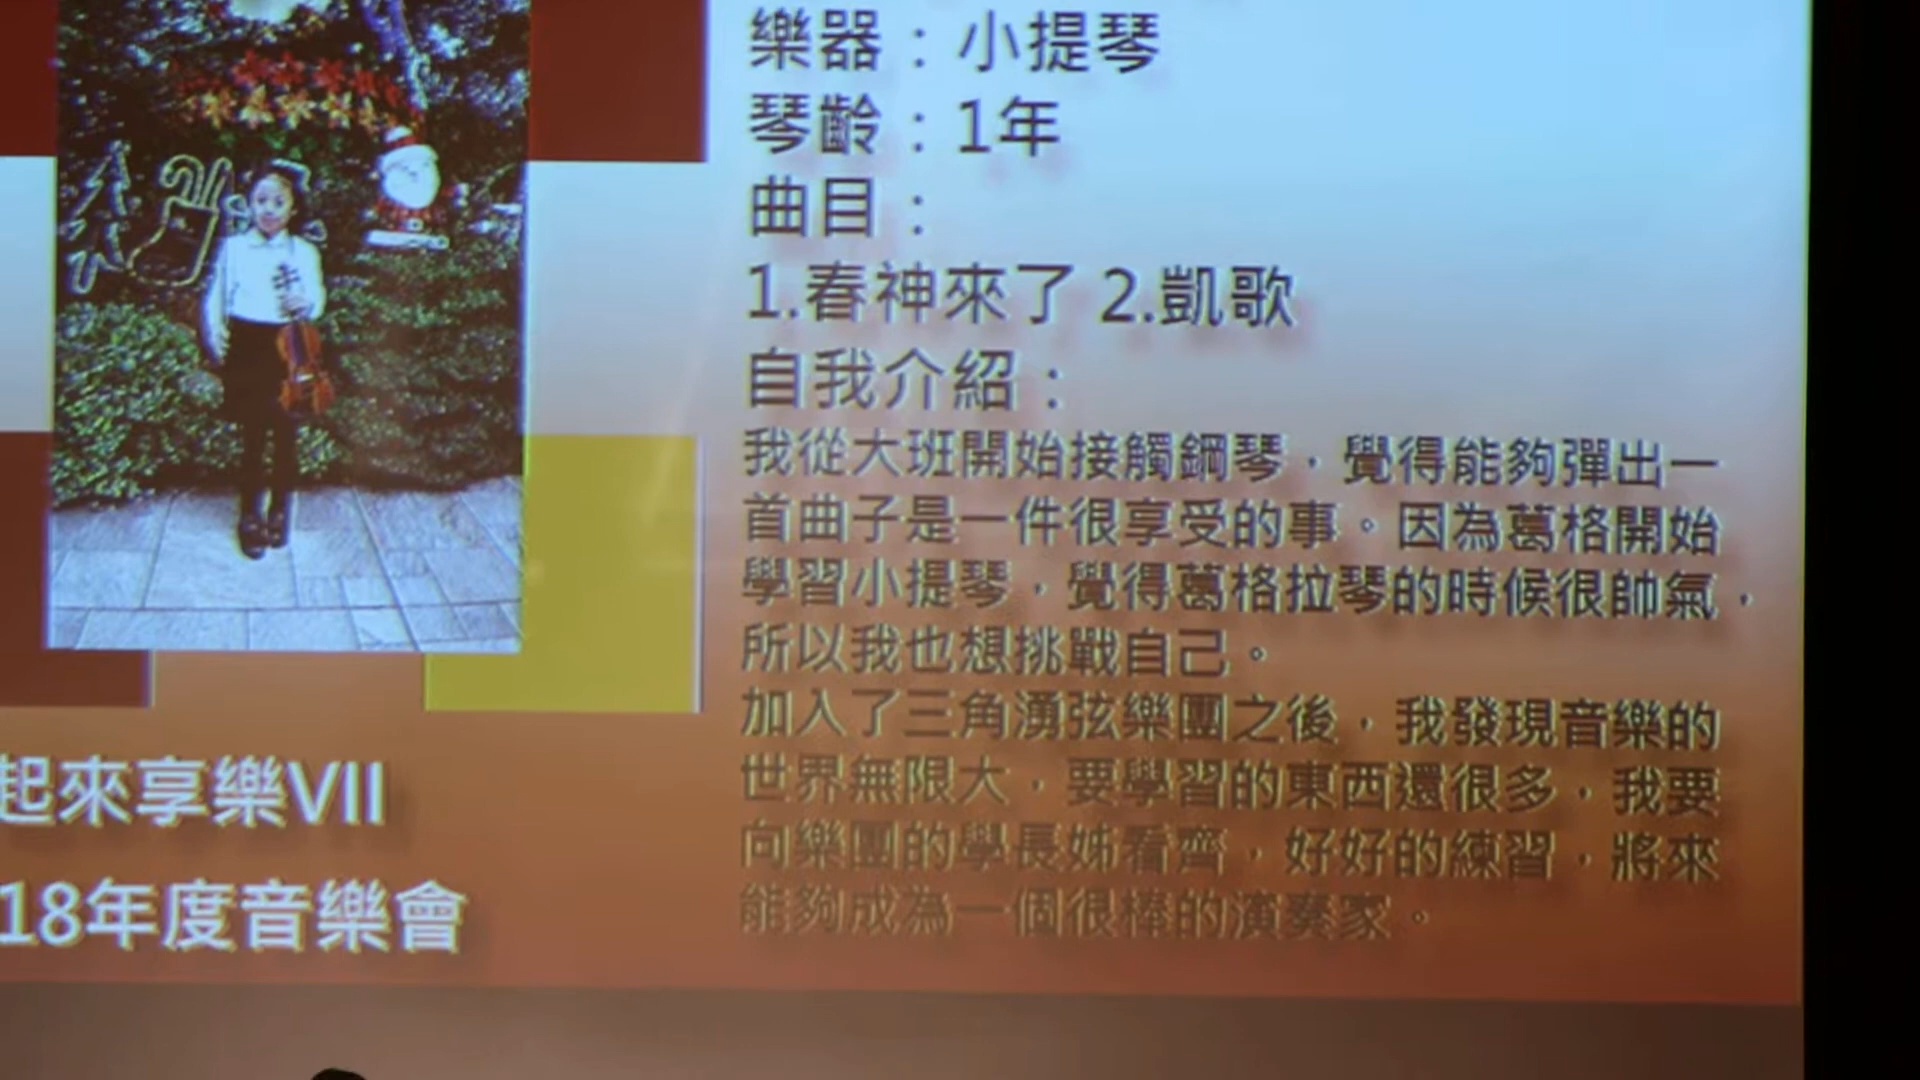 樂器：小提琴
琴齡：1年
曲目：
1.春神來了 2.凱歌
自我介紹：
我從大班開始接觸鋼琴，覺得能夠彈出一
首曲子是一件很享受的事。因為葛格開始
學習小提琴，覺得葛格拉琴的時候很帥氣，
所以我也想挑戰自己。
加入了三角湧弦樂團之後，我發現音樂的
世界無限大，要學習的東西還很多，我要
向樂團的學長姊看齊，好好的練習，將來
能夠成為一個很棒的演奏家。
起來享樂VII
18年度音樂會